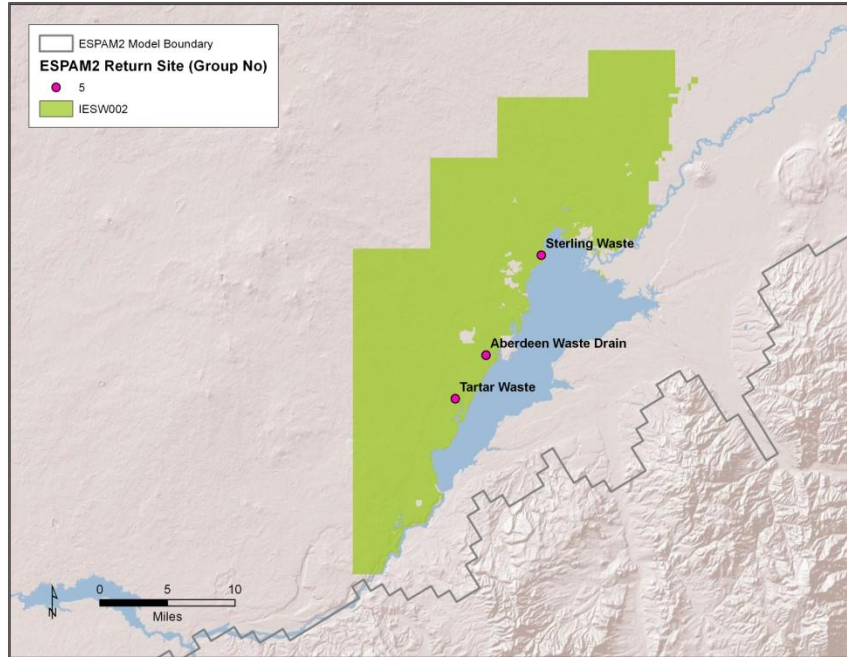 ESPAM2 Model Boundary
ESPAM2 Return Site (Group No)
5
IESW002
Sterling Waste
Aberdeen Waste Drain
Tartar Waste
N
0 5 10
Miles